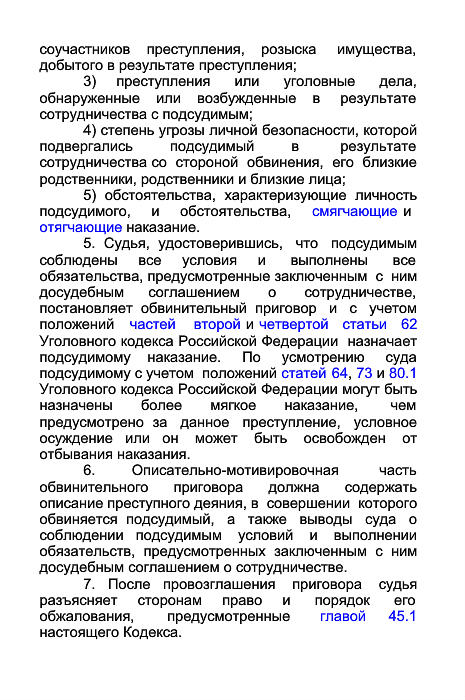 соучастников преступления, розыска имущества,
добытого в результате преступления;
3) преступления или уголовные дела,
обнаруженные или возбужденные в результате
сотрудничества с подсудимым;
4) степень угрозы личной безопасности, которой
подвергались подсудимый в результате
сотрудничества со стороной обвинения, его близкие
родственники, родственники и близкие лица;
5) обстоятельства, характеризующие личность
подсудимого, и обстоятельства, смягчающие и
отягчающие наказание.
5. Судья, удостоверившись, что подсудимым
соблюдены все условия и выполнены все
обязательства, предусмотренные заключенным с ним
досудебным соглашением о сотрудничестве,
постановляет обвинительный приговор и с учетом
положений частей второй и четвертой статьи 62
Уголовного кодекса Российской Федерации назначает
подсудимому наказание. По усмотрению суда
подсудимому с учетом положений статей 64, 73 и 80.1
Уголовного кодекса Российской Федерации могут быть
назначены более мягкое наказание, чем
предусмотрено за данное преступление, условное
осуждение или он может быть освобожден от
отбывания наказания.
6. Описательно-мотивировочная часть
обвинительного приговора должна содержать
описание преступного деяния, в совершении которого
обвиняется подсудимый, а также выводы суда о
соблюдении подсудимым условий и выполнении
обязательств, предусмотренных заключенным с ним
досудебным соглашением о сотрудничестве.
7. После провозглашения приговора судья
разъясняет сторонам право и порядок его
обжалования, предусмотренные главой 45.1
настоящего Кодекса.